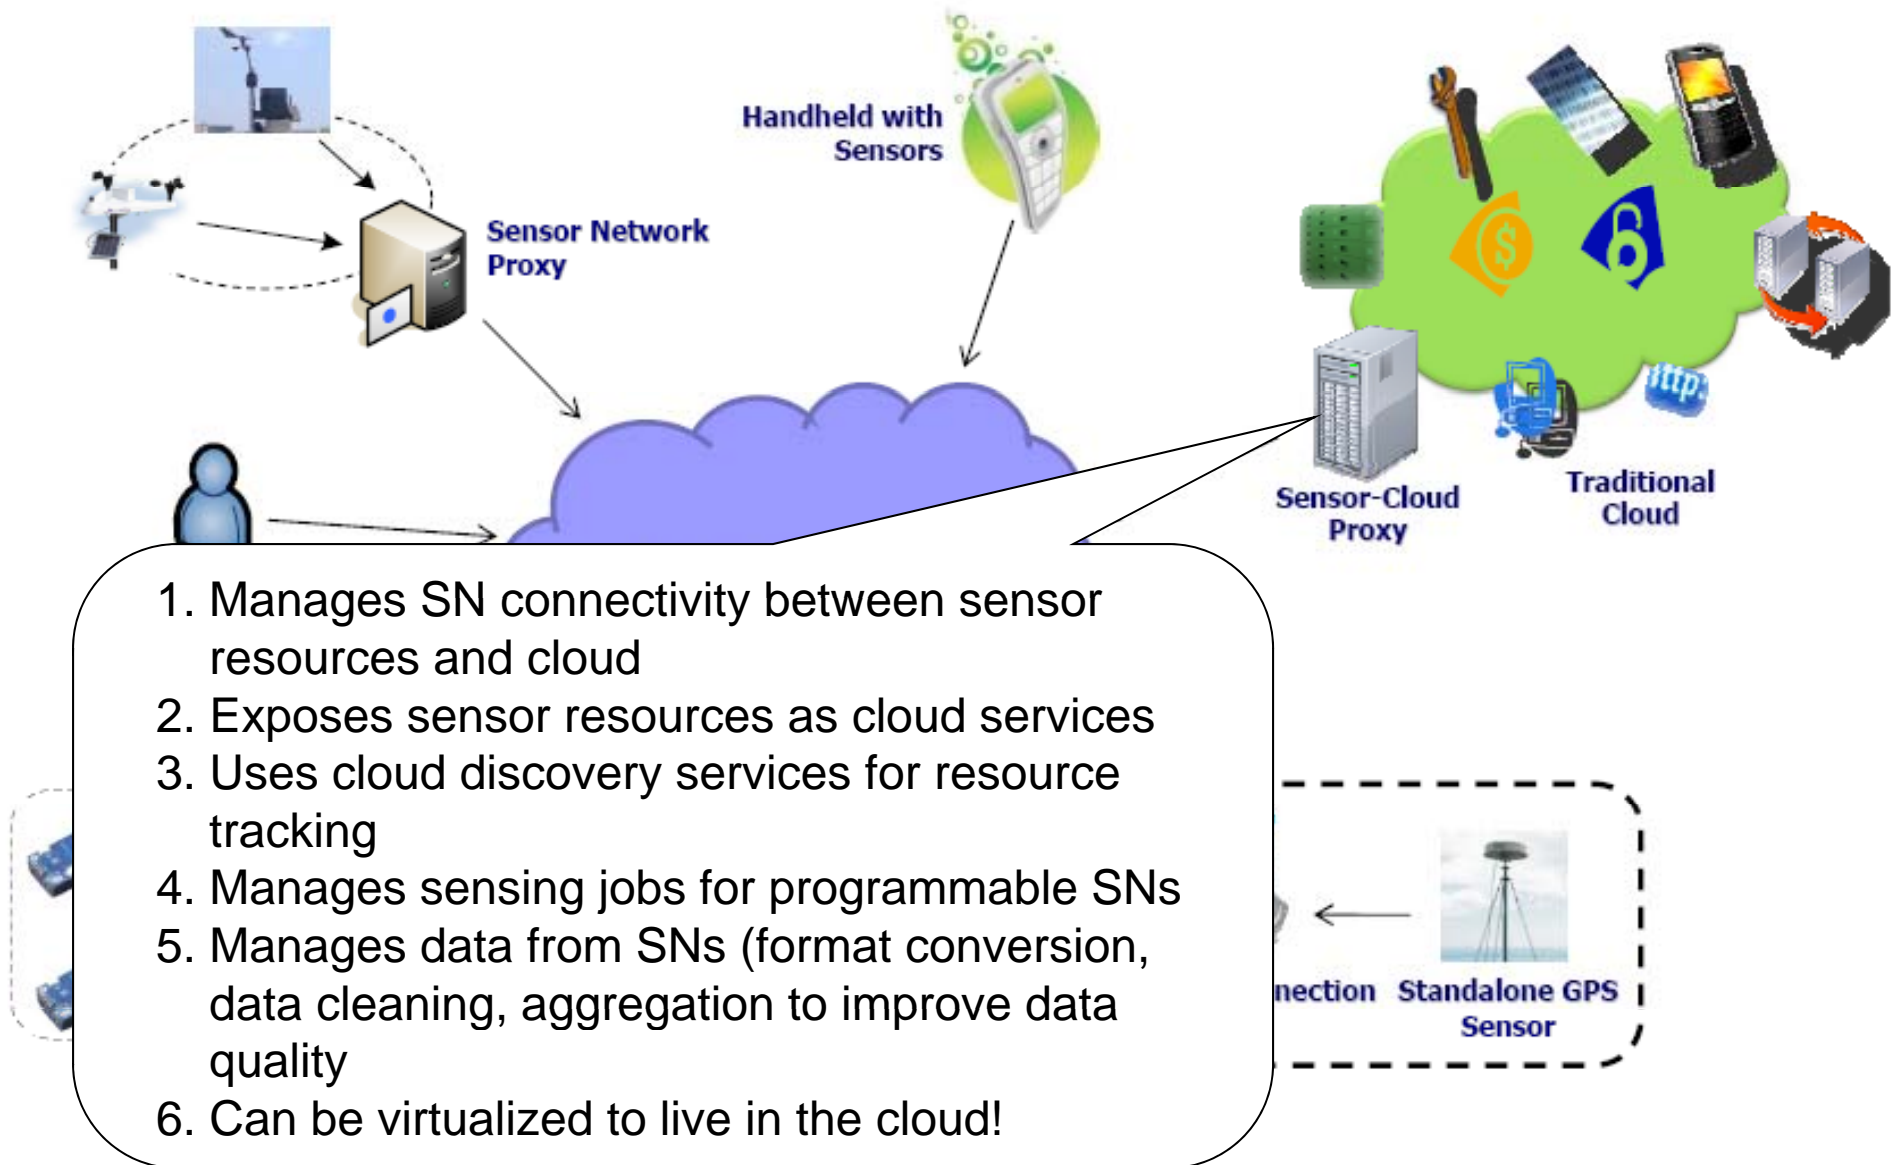 Handheld with
Sensors
Sensor Network
Proxy
$
http
Sensor-Cloud
Proxy
Traditional
Cloud
1. Manages SN connectivity between sensor
resources and cloud
2. Exposes sensor resources as cloud services
3. Uses cloud discovery services for resource
tracking
4. Manages sensing jobs for programmable SNs
5. Manages data from SNs (format conversion,
data cleaning, aggregation to improve data
quality
6. Can be virtualized to live in the cloud!
nection
Standalone GPS
Sensor